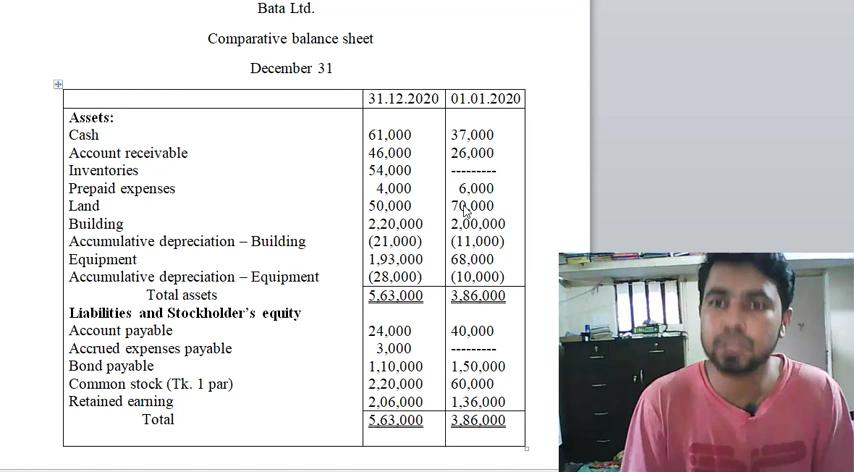 Bata Ltd.
Comparative balance sheet
December 31
31.12.2020 01.01.2020
Assets:
Cash 61,000 37,000
Account receivable 46,000 26,000
Inventories 54,000 ---------
Prepaid expenses 4,000 6,000
Land 50,000 70,000
Building 2,20,000 2,00,000
Accumulative depreciation – Building (21,000) (11,000)
Equipment 1,93,000 68,000
Accumulative depreciation – Equipment (28,000) (10,000)
Total assets 5,63,000 3,86,000
Liabilities and Stockholder's equity
Account payable 24,000 40,000
Accrued expenses payable 3,000 ---------
Bond payable 1,10,000 1,50,000
Common stock (Tk. 1 par) 2,20,000 60,000
Retained earning 2,06,000 1,36,000
Total 5,63,000 3,86,000